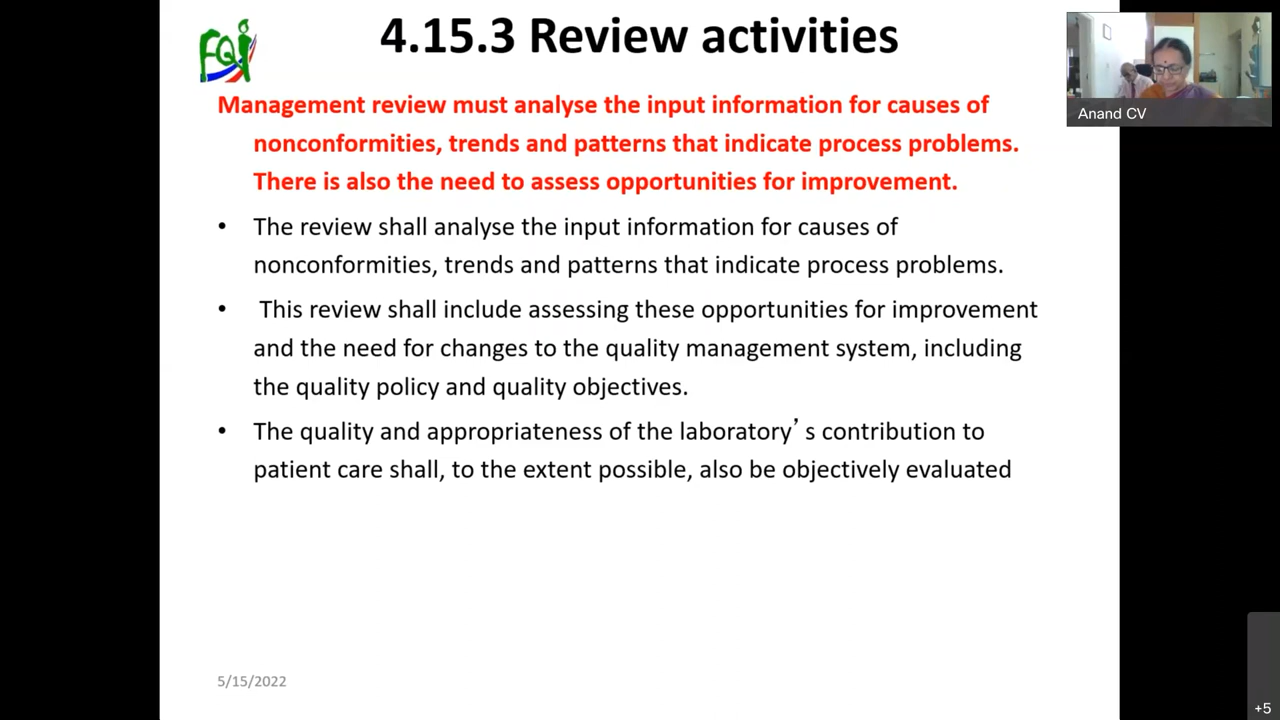 FQI
4.15.3 Review activities
Anand CV
Management review must analyse the input information for causes of
nonconformities, trends and patterns that indicate process problems.
There is also the need to assess opportunities for improvement.
• The review shall analyse the input information for causes of
nonconformities, trends and patterns that indicate process problems.
• This review shall include assessing these opportunities for improvement
and the need for changes to the quality management system, including
the quality policy and quality objectives.
• The quality and appropriateness of the laboratory’s contribution to
patient care shall, to the extent possible, also be objectively evaluated
5/15/2022
+5